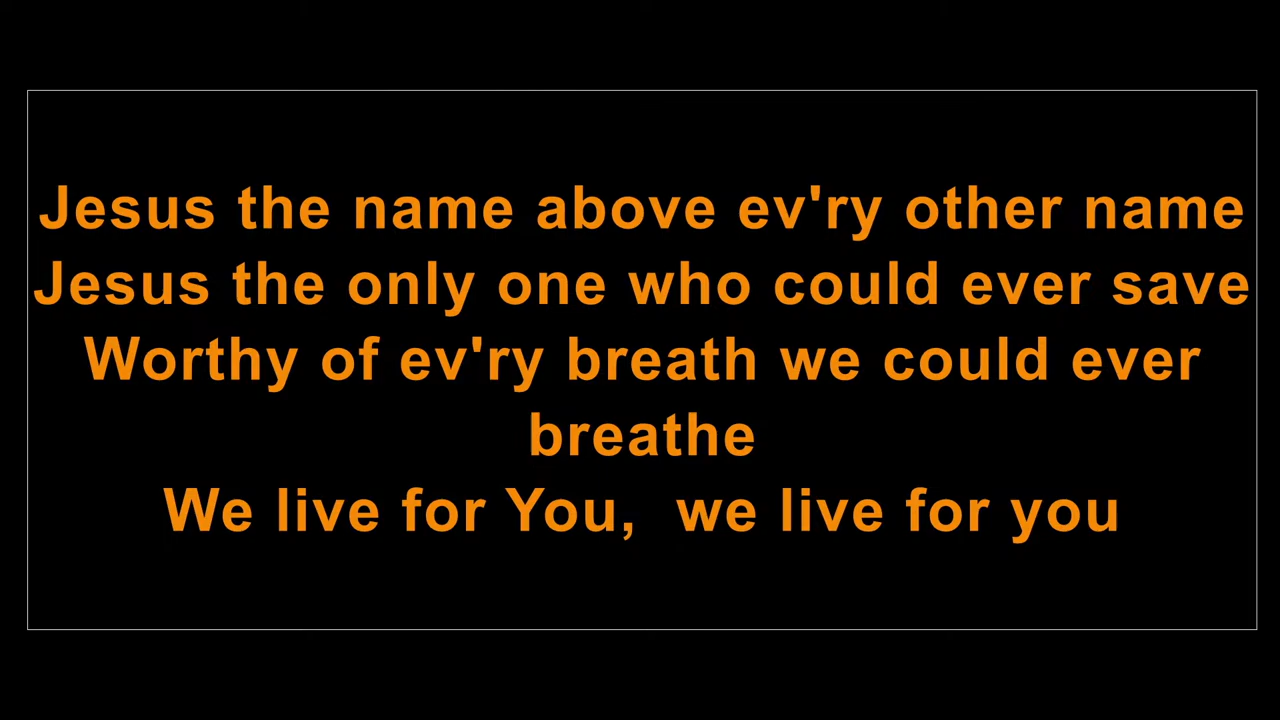 Jesus the name above ev'ry other name
Jesus the only one who could ever save
Worthy of ev'ry breath we could ever
breathe
We live for You,  we live for you